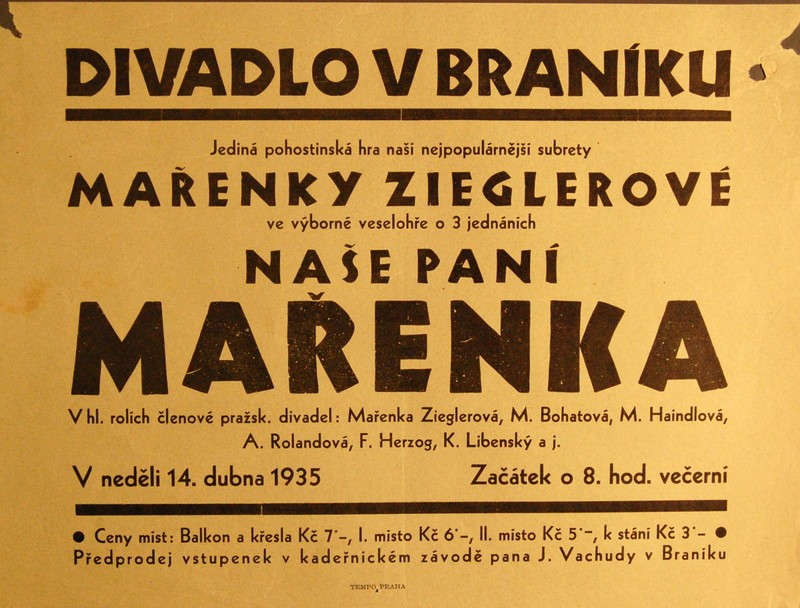 DIVADLO V BRANÍKU
Jediná pohostinská hra naší nejpopulárnější subrety
MAŘENKY ZIEGLEROVÉ
ve výborné veselohře o 3 jednáních
NAŠE PANÍ
MAŘENKA
V hl. rolích členové pražsk. divadel: Mařenka Zieglerová, M. Bohatová, M. Haindlová,
A. Rolandová, F. Herzog, K. Libenský a j.
V neděli 14. dubna 1935 Začátek o 8. hod. večerní
● Ceny míst: Balkon a křesla Kč 7·–, I. místo Kč 6·–, II. místo Kč 5·–, k stání Kč 3·– ●
Předprodej vstupenek v kadeřnickém závodě pana J. Vachudy v Braníku
TEMPO, PRAHA